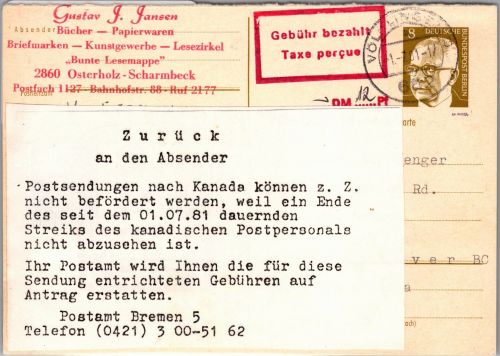 Gustav J. Jansen
Absender Bücher — Papierwaren
Briefmarken — Kunstgewerbe — Lesezirkel
„Bunte Lesemappe"
2860 Osterholz-Scharmbeck
Postfach 1127 - Bahnhofstr. 88 - Ruf 2177
Gebühr bezahlt
Taxe perçue
DM 12 Pf
8
DEUTSCHE
BUNDESPOST BERLIN
arte
enger
Rd.
ver BC
a
Zurück
an den Absender
Postsendungen nach Kanada können z. Z.
nicht befördert werden, weil ein Ende
des seit dem 01.07.81 dauernden
Streiks des kanadischen Postpersonals
nicht abzusehen ist.
Ihr Postamt wird Ihnen die für diese
Sendung entrichteten Gebühren auf
Antrag erstatten.
Postamt Bremen 5
Telefon (0421) 3 00-51 62